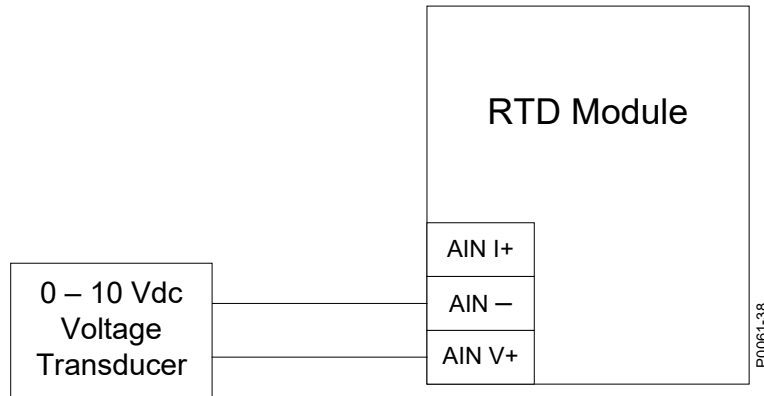 RTD Module
AIN I+
AIN –
AIN V+
0 – 10 Vdc
Voltage
Transducer
P0061-38